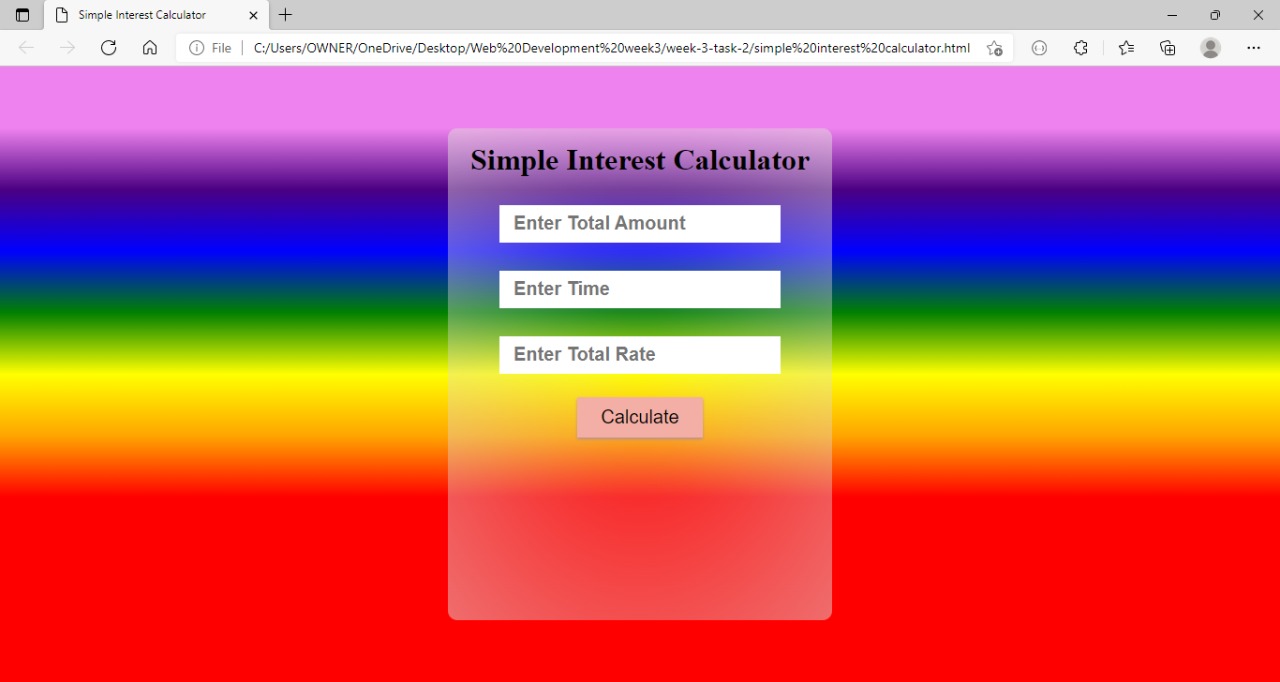 Simple Interest Calculator
File
C:/Users/OWNER/OneDrive/Desktop/Web%20Development%20week3/week-3-task-2/simple%20interest%20calculator.html
Simple Interest Calculator
Enter Total Amount
Enter Time
Enter Total Rate
Calculate